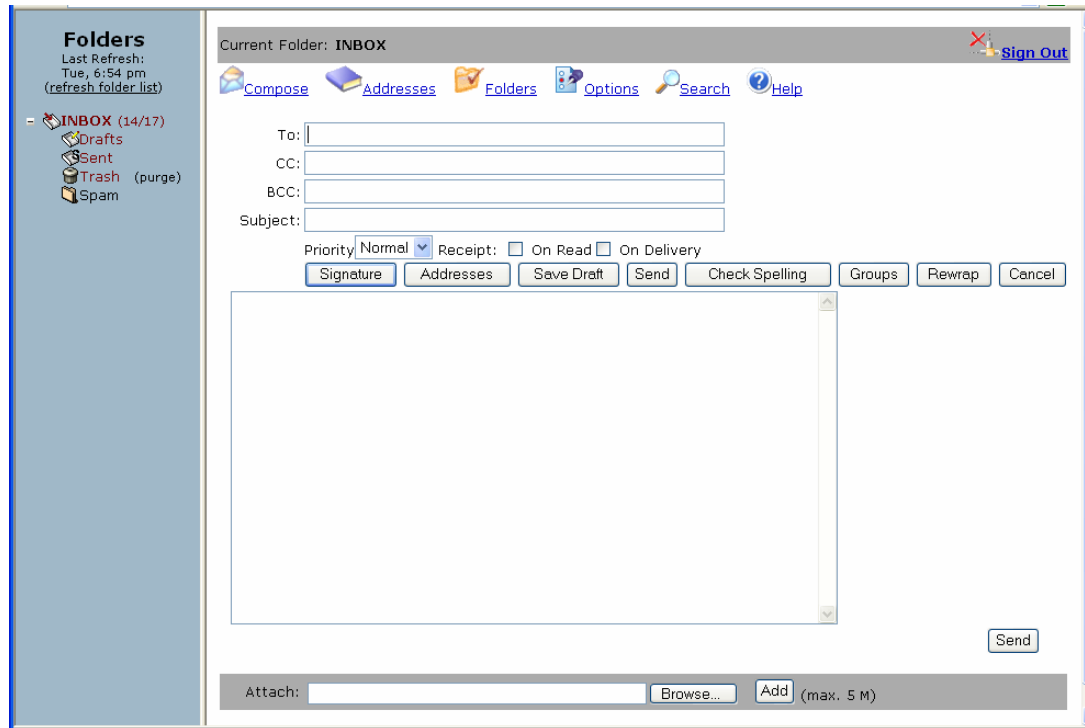 Folders
Last Refresh:
Tue, 6:54 pm
(refresh folder list)
- INBOX (14/17)
Drafts
Sent
Trash (purge)
Spam
Current Folder: INBOX Sign Out
Compose Addresses Folders Options Search Help
To:
CC:
BCC:
Subject:
Priority Normal Receipt: On Read On Delivery
Signature Addresses Save Draft Send Check Spelling Groups Rewrap Cancel
Send
Attach: Browse... Add (max. 5 M)